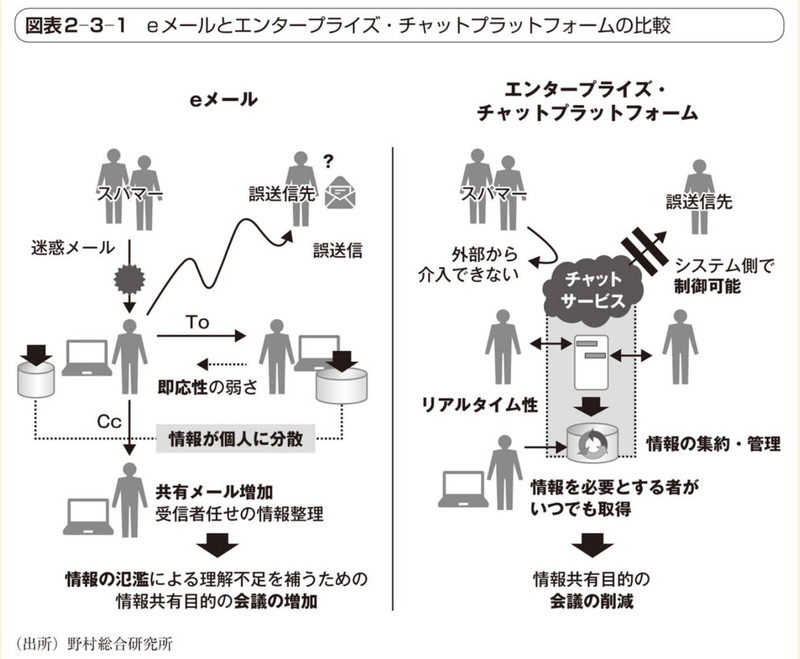 図表2-3-1 eメールとエンタープライズ・チャットプラットフォームの比較
eメール
スパマー
誤送信先
?
迷惑メール
誤送信
To
即応性の弱さ
Cc
情報が個人に分散
共有メール増加
受信者任せの情報整理
情報の氾濫による理解不足を補うための
情報共有目的の会議の増加
エンタープライズ・
チャットプラットフォーム
スパマー
誤送信先
外部から
介入できない
チャット
サービス
システム側で
制御可能
リアルタイム性
情報の集約・管理
情報を必要とする者が
いつでも取得
情報共有目的の
会議の削減
（出所）野村総合研究所